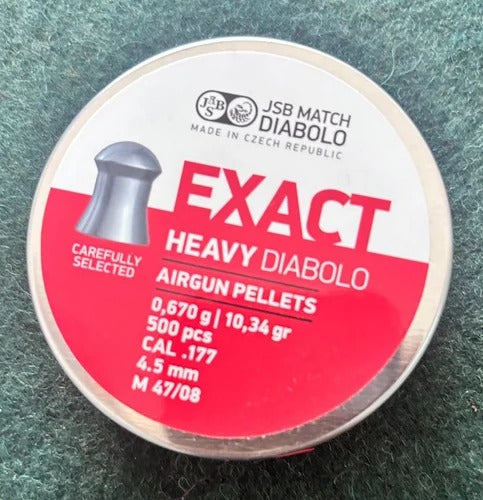 JSB
JSB MATCH
DIABOLO
MADE IN CZECH REPUBLIC
EXACT
HEAVY DIABOLO
CAREFULLY
SELECTED
AIRGUN PELLETS
0,670 g | 10,34 gr
500 pcs
CAL .177
4.5 mm
M 47/08